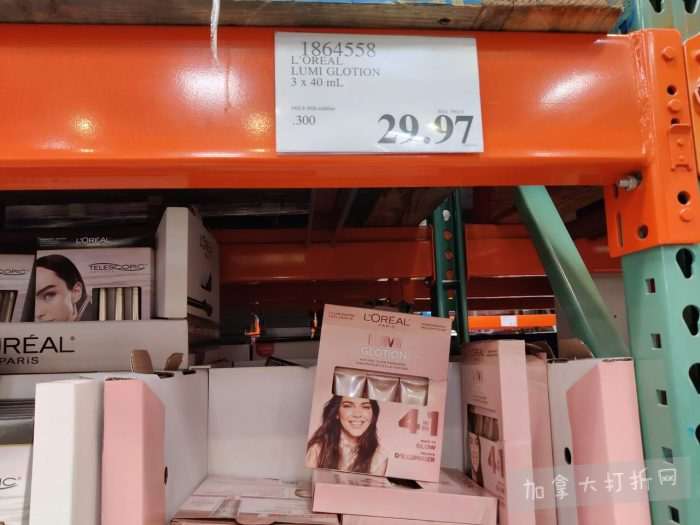 1864558
L'OREAL
LUMI GLOTION
3 x 40 mL
.300
29.97
L'ORÉAL
TELESCOPIC
ORÉAL
PARIS
L'ORÉAL
PARIS
GLOTION
4 IN 1
GLOW
加拿大打折网